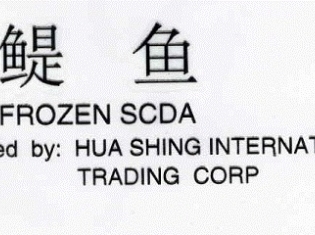 鳀 鱼
FROZEN SCDA
ed by: HUA SHING INTERNAT
TRADING CORP